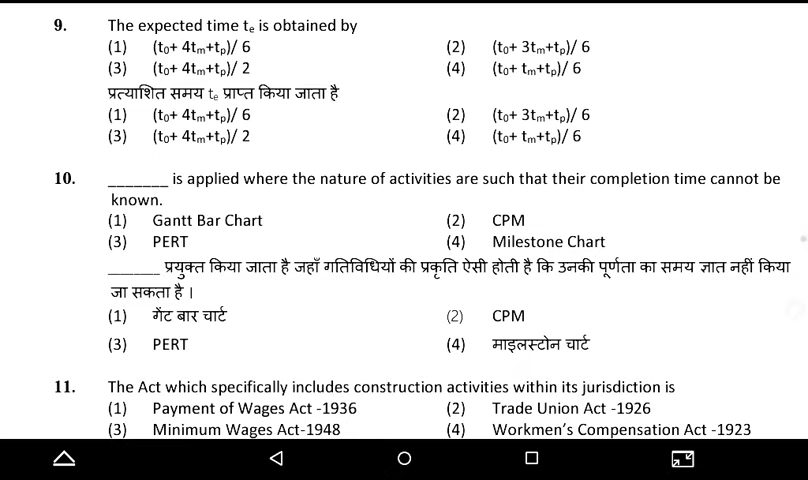 9. The expected time tₑ is obtained by
(1) (t₀+ 4tₘ+tₚ)/ 6 (2) (t₀+ 3tₘ+tₚ)/ 6
(3) (t₀+ 4tₘ+tₚ)/ 2 (4) (t₀+ tₘ+tₚ)/ 6
प्रत्याशित समय tₑ प्राप्त किया जाता है
(1) (t₀+ 4tₘ+tₚ)/ 6 (2) (t₀+ 3tₘ+tₚ)/ 6
(3) (t₀+ 4tₘ+tₚ)/ 2 (4) (t₀+ tₘ+tₚ)/ 6
10. _______ is applied where the nature of activities are such that their completion time cannot be
known.
(1) Gantt Bar Chart (2) CPM
(3) PERT (4) Milestone Chart
______ प्रयुक्त किया जाता है जहाँ गतिविधियों की प्रकृति ऐसी होती है कि उनकी पूर्णता का समय ज्ञात नहीं किया
जा सकता है ।
(1) गेंट बार चार्ट (2) CPM
(3) PERT (4) माइलस्टोन चार्ट
11. The Act which specifically includes construction activities within its jurisdiction is
(1) Payment of Wages Act -1936 (2) Trade Union Act -1926
(3) Minimum Wages Act-1948 (4) Workmen’s Compensation Act -1923